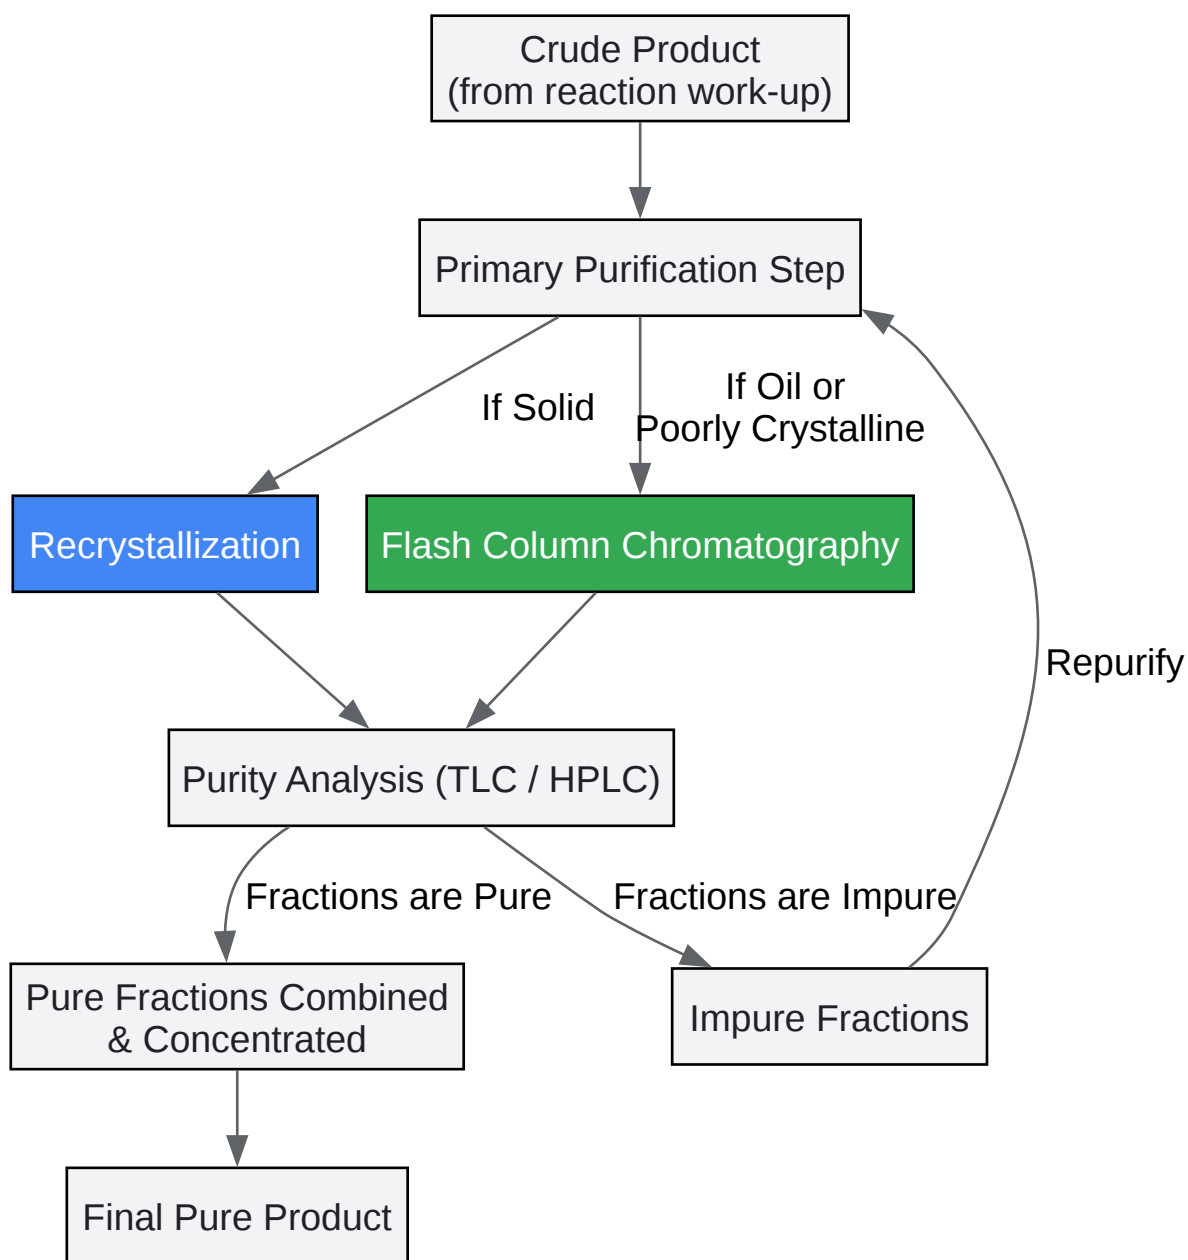 Crude Product
(from reaction work-up)
Primary Purification Step
If Solid
If Oil or
Poorly Crystalline
Recrystallization
Flash Column Chromatography
Repurify
Purity Analysis (TLC / HPLC)
Fractions are Pure
Fractions are Impure
Pure Fractions Combined
& Concentrated
Impure Fractions
Final Pure Product